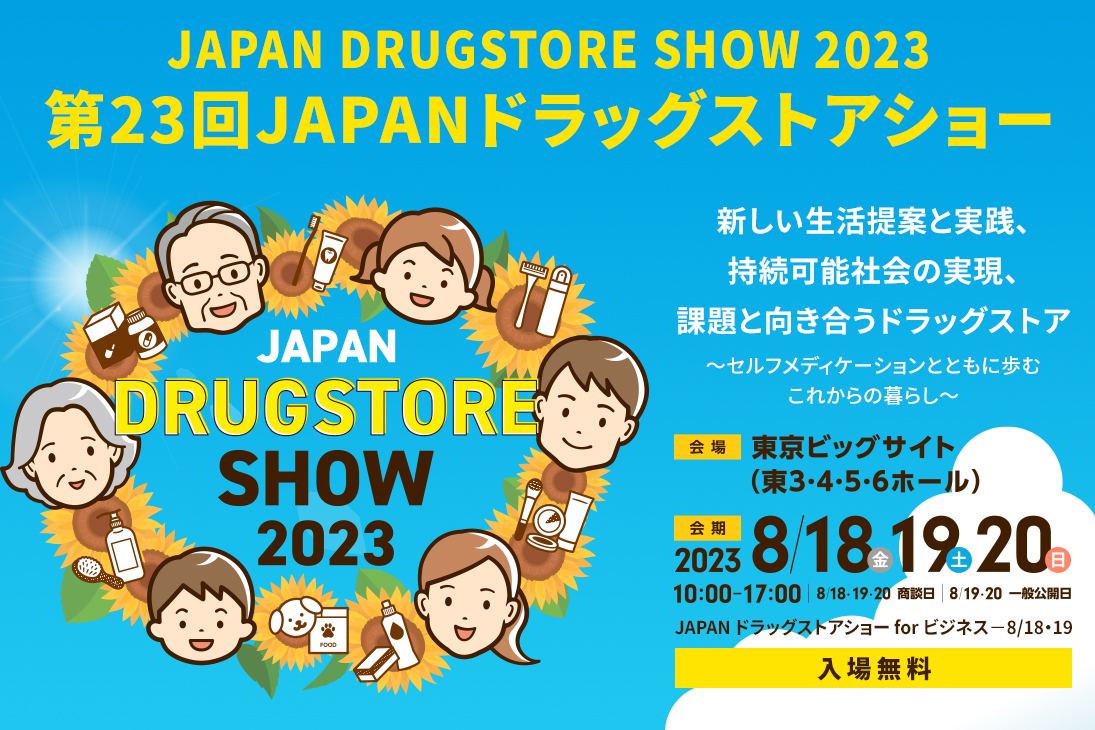 JAPAN DRUGSTORE SHOW 2023
第23回JAPANドラッグストアショー
JAPAN
DRUGSTORE
SHOW
2023
FOOD
新しい生活提案と実践、
持続可能社会の実現、
課題と向き合うドラッグストア
～セルフメディケーションとともに歩む
これからの暮らし～
会場 東京ビッグサイト
（東3・4・5・6ホール）
会期 2023 8/18金19土20日
10:00-17:00 | 8/18・19・20 商談日 | 8/19・20 一般公開日
JAPAN ドラッグストアショー for ビジネス－8/18・19
入場無料